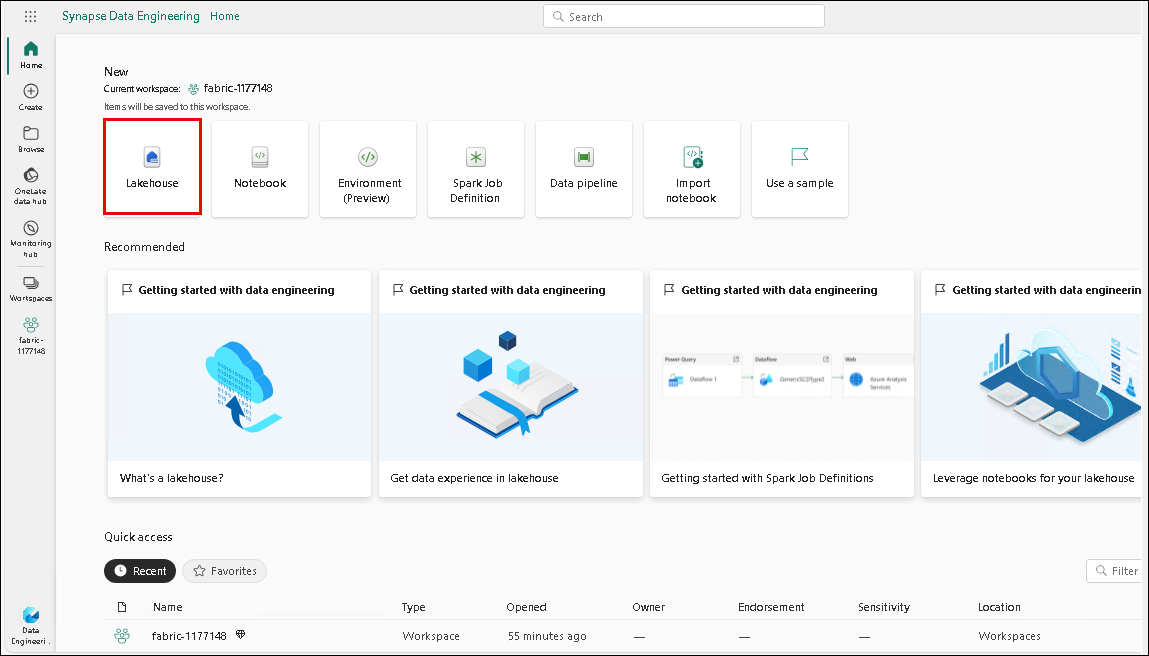 Synapse Data Engineering Home
Search
Home
Create
Browse
OneLake
data hub
Monitoring
hub
Workspaces
fabric-
1177148
Data
Engineeri...
New
Current workspace: fabric-1177148
Items will be saved to this workspace.
Lakehouse
Notebook
Environment
(Preview)
Spark Job
Definition
Data pipeline
Import
notebook
Use a sample
Recommended
Getting started with data engineering
What's a lakehouse?
Getting started with data engineering
Get data experience in lakehouse
Getting started with data engineering
Power Query
Dataflow 1
Dataflow
GenericSCDType2
Web
Azure Analysis
Services
Getting started with Spark Job Definitions
Getting started with data engineerin
Leverage notebooks for your lakehouse
Quick access
Recent
Favorites
Filter
Name Type Opened Owner Endorsement Sensitivity Location
fabric-1177148 Workspace 55 minutes ago — — — Workspaces